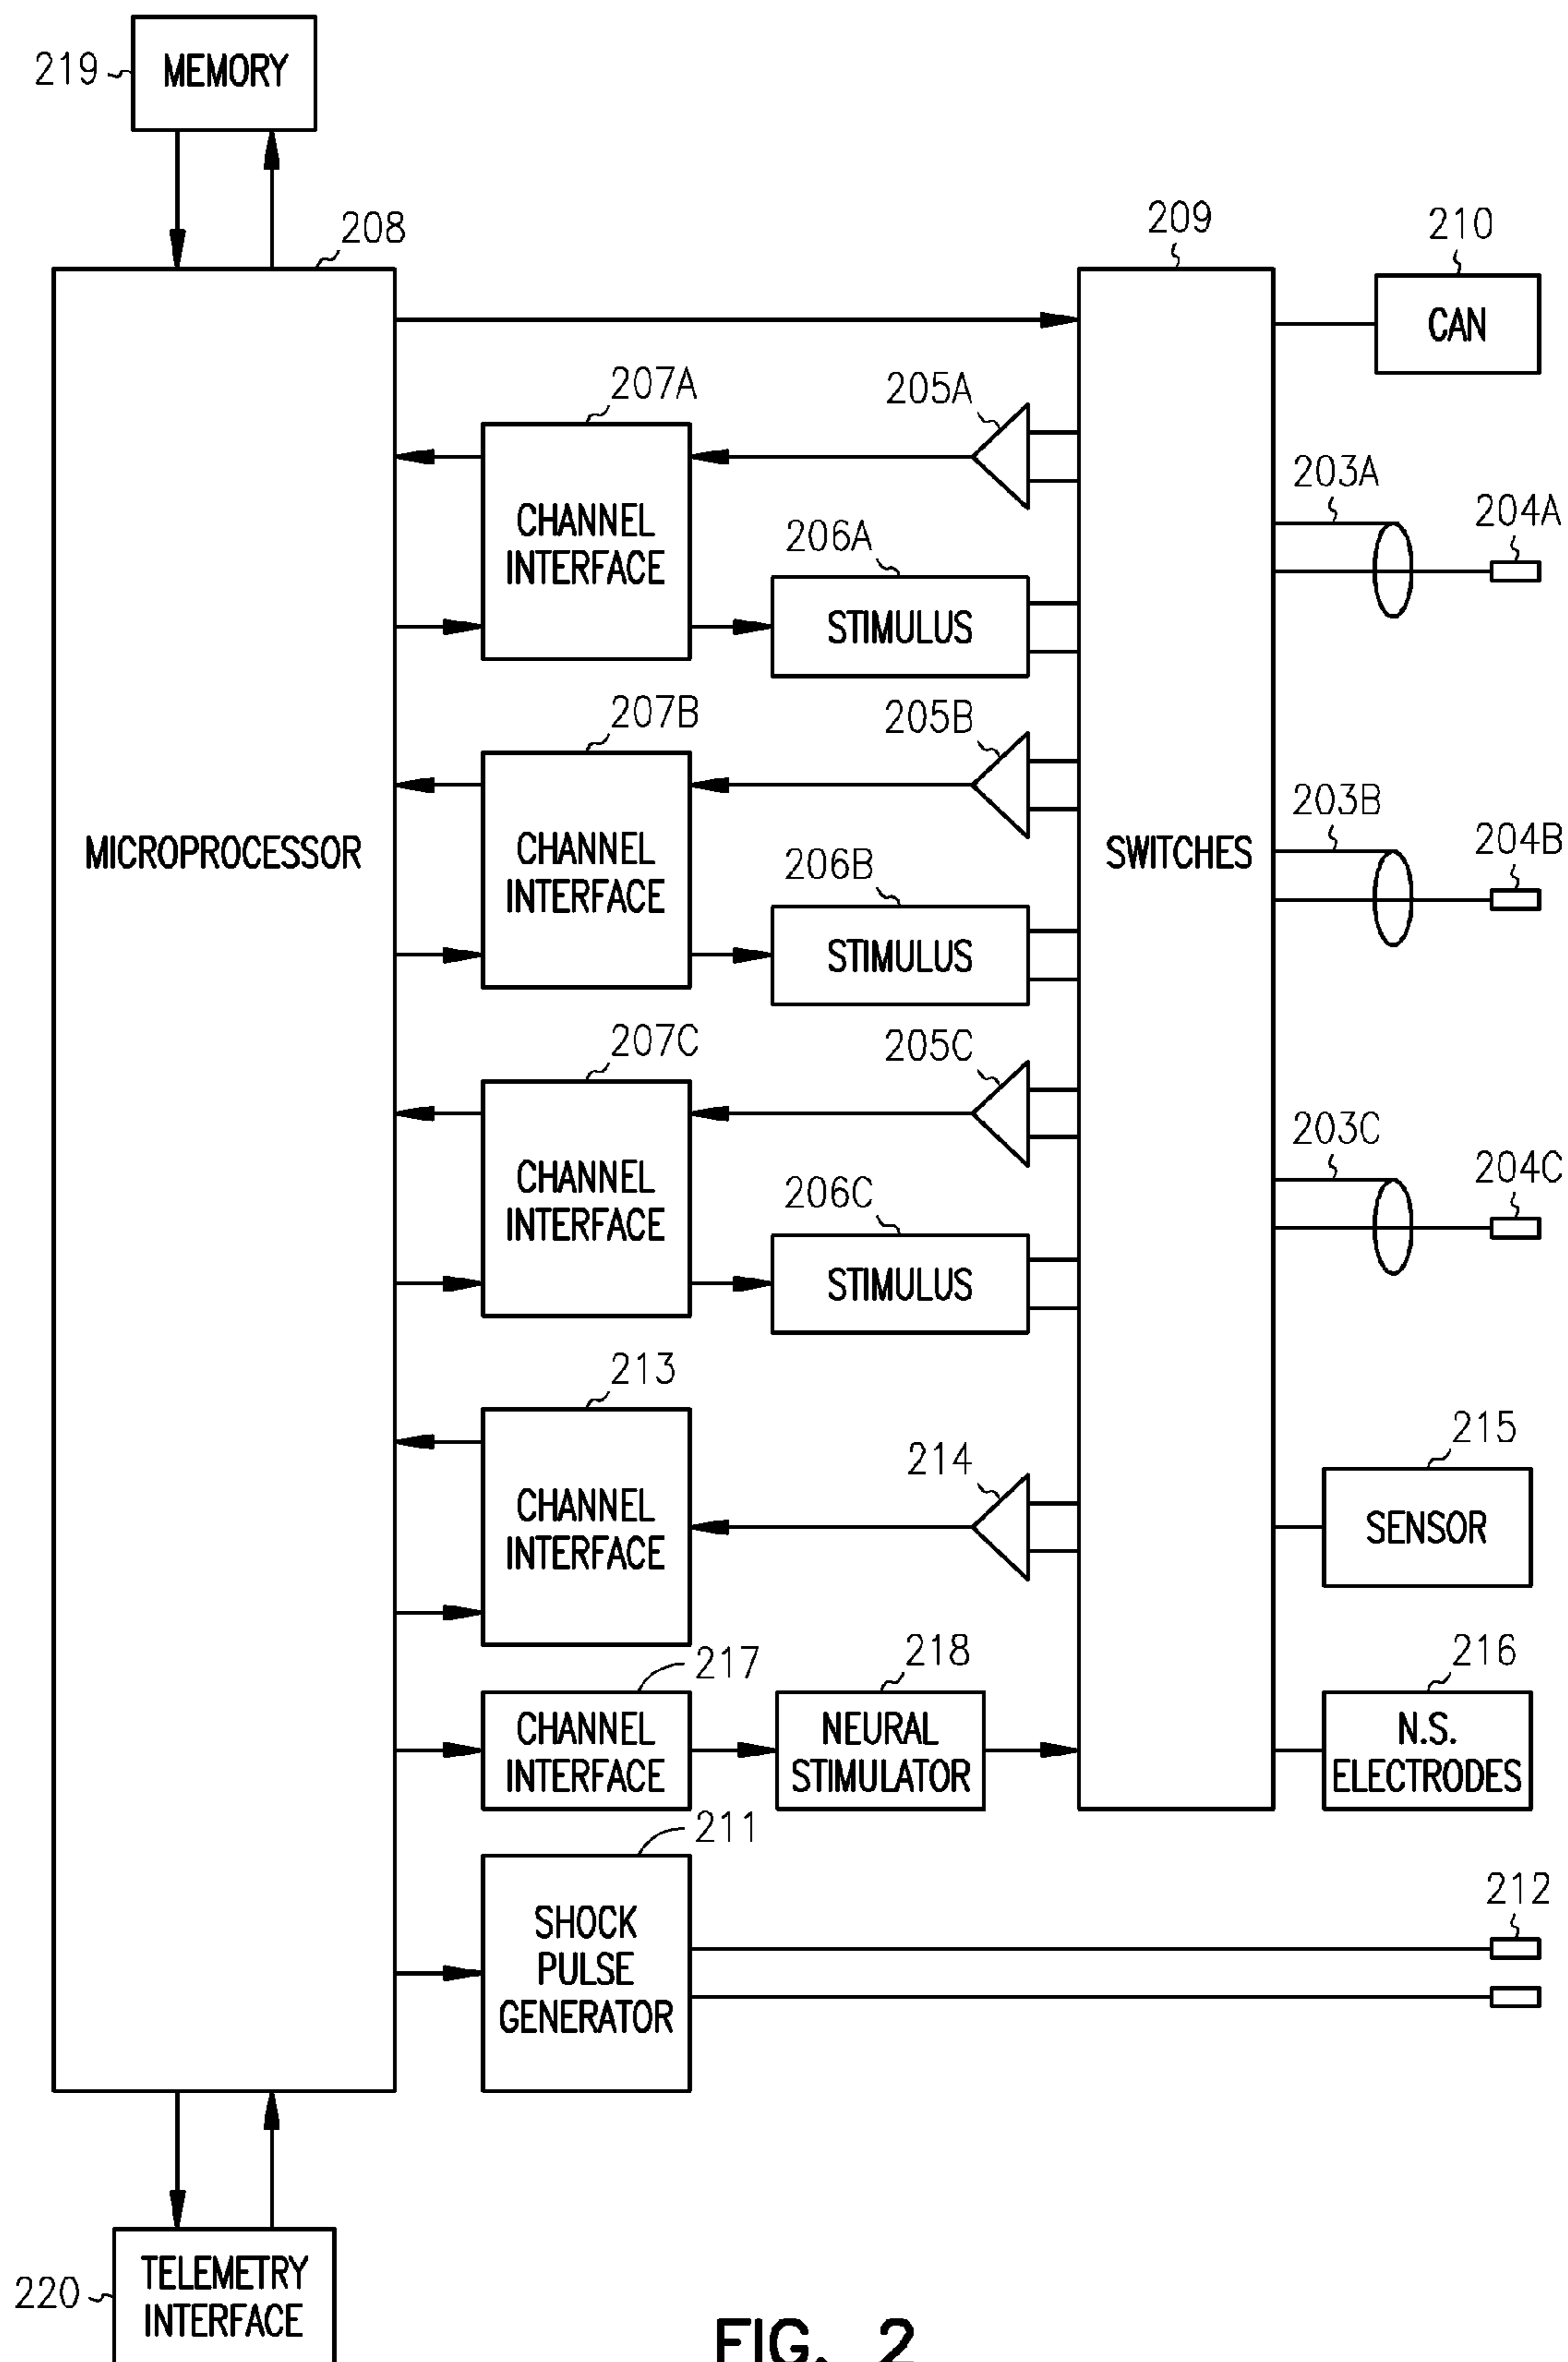 219
MEMORY
208
209
210
CAN
207A
205A
CHANNEL
INTERFACE
203A
204A
206A
STIMULUS
207B
205B
MICROPROCESSOR
CHANNEL
INTERFACE
SWITCHES
203B
204B
206B
STIMULUS
207C
205C
CHANNEL
INTERFACE
203C
204C
206C
STIMULUS
213
CHANNEL
INTERFACE
214
215
SENSOR
217
CHANNEL
INTERFACE
218
NEURAL
STIMULATOR
216
N.S.
ELECTRODES
211
SHOCK
PULSE
GENERATOR
212
220
TELEMETRY
INTERFACE
FIG. 2